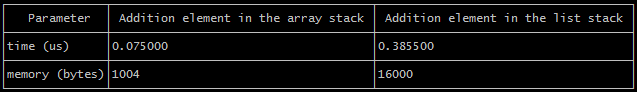 Parameter Addition element in the array stack Addition element in the list stack
time (us) 0.075000 0.385500
memory (bytes) 1004 16000